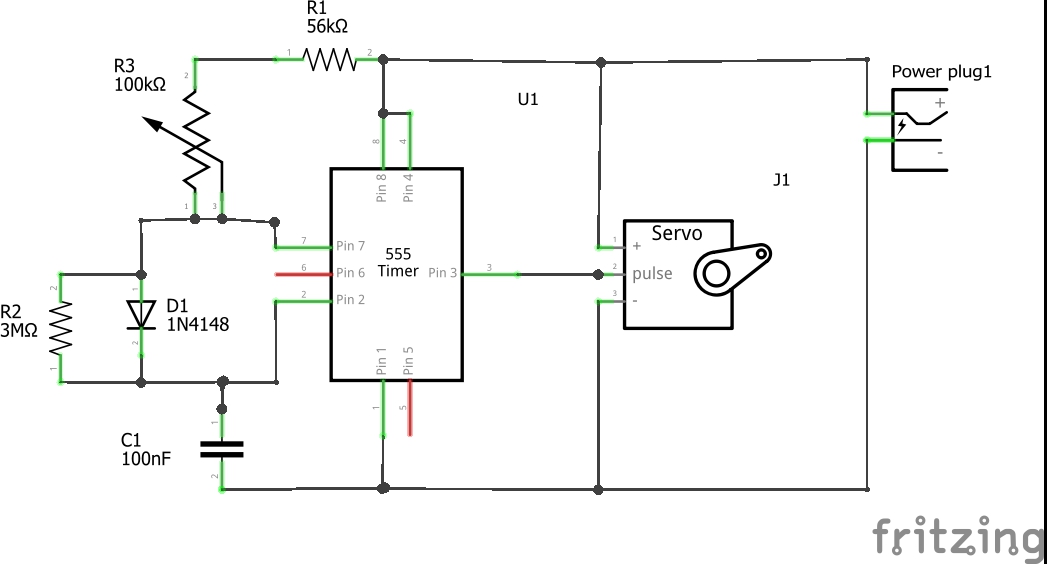 R1
56kΩ
1
2
R3
100kΩ
2
1
3
U1
Power plug1
+
-
J1
8
4
Pin 8
Pin 4
7
Pin 7
6
Pin 6
2
Pin 2
555
Timer
Pin 3
3
Servo
1
+
2
pulse
3
-
R2
3MΩ
2
1
D1
1N4148
1
2
Pin 1
Pin 5
1
5
C1
100nF
1
2
fritzing